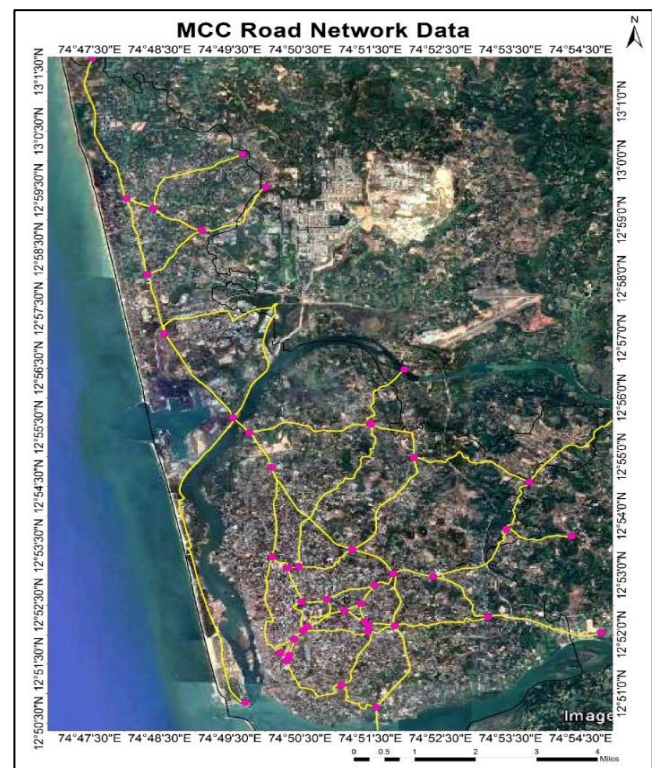 MCC Road Network Data
N
74°47'30"E 74°48'30"E 74°49'30"E 74°50'30"E 74°51'30"E 74°52'30"E 74°53'30"E 74°54'30"E
13°1'30"N
13°0'30"N
12°59'30"N
12°58'30"N
12°57'30"N
12°56'30"N
12°55'30"N
12°54'30"N
12°53'30"N
12°52'30"N
12°51'30"N
12°50'30"N
13°1'0"N
13°0'0"N
12°59'0"N
12°58'0"N
12°57'0"N
12°56'0"N
12°55'0"N
12°54'0"N
12°53'0"N
12°52'0"N
12°51'0"N
Image
74°47'30"E 74°48'30"E 74°49'30"E 74°50'30"E 74°51'30"E 74°52'30"E 74°53'30"E 74°54'30"E
0 0.5 1 2 3 4
Miles